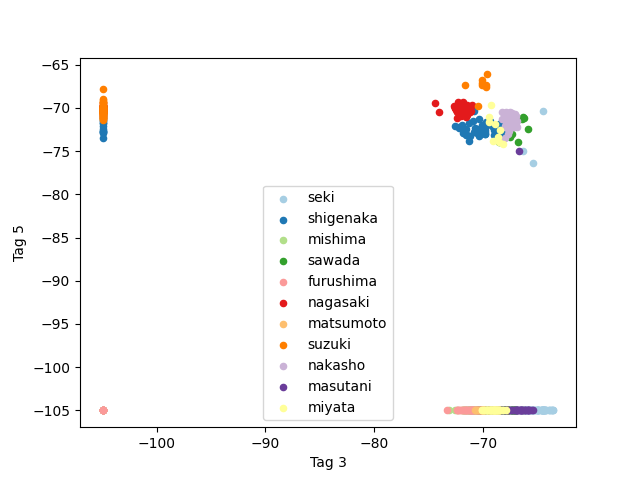 −65
−70
−75
−80
−85
−90
−95
−100
−105
Tag 5
seki
shigenaka
mishima
sawada
furushima
nagasaki
matsumoto
suzuki
nakasho
masutani
miyata
−100 −90 −80 −70
Tag 3